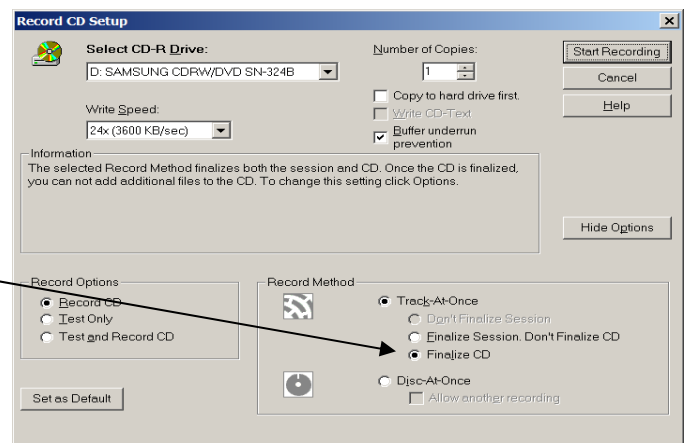 Record CD Setup
Select CD-R Drive:
D: SAMSUNG CDRW/DVD SN-324B
Write Speed:
24x (3600 KB/sec)
Number of Copies:
1
Copy to hard drive first.
Write CD-Text
Buffer underrun
prevention
Start Recording
Cancel
Help
Information
The selected Record Method finalizes both the session and CD. Once the CD is finalized,
you can not add additional files to the CD. To change this setting click Options.
Hide Options
Record Options
Record CD
Test Only
Test and Record CD
Set as Default
Record Method
Track-At-Once
Don't Finalize Session
Finalize Session. Don't Finalize CD
Finalize CD
Disc-At-Once
Allow another recording